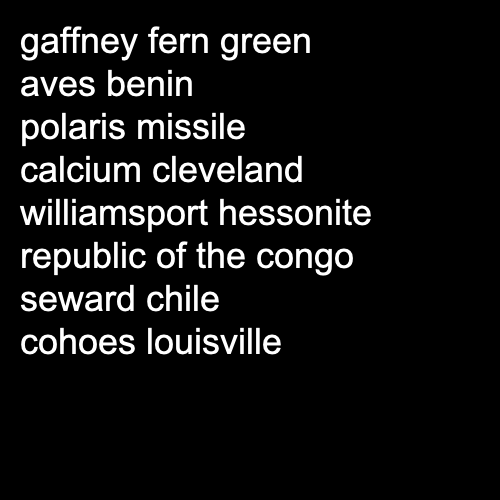 gaffney fern green
aves benin
polaris missile
calcium cleveland
williamsport hessonite
republic of the congo
seward chile
cohoes louisville